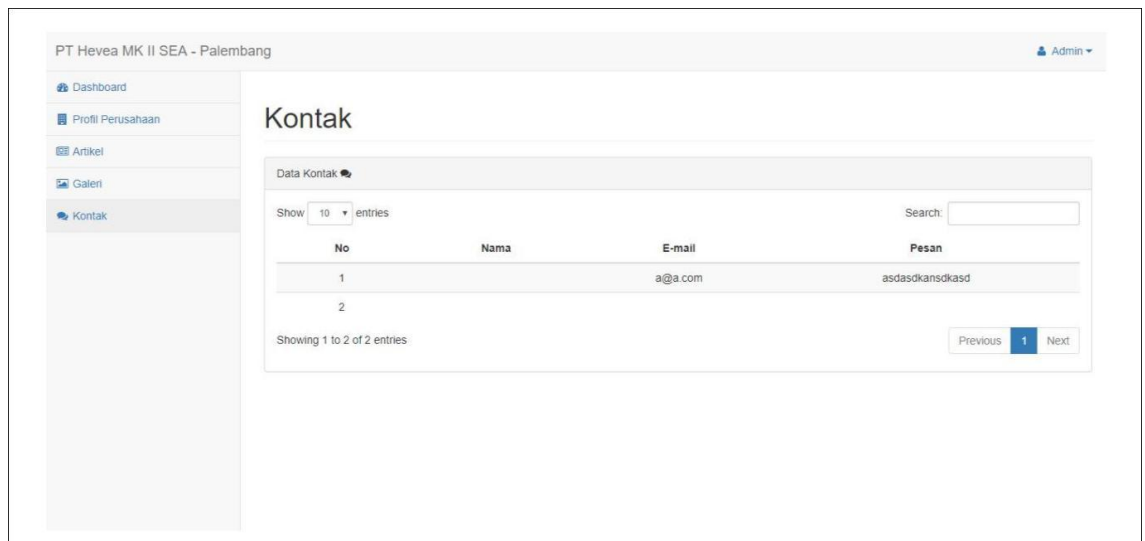 PT Hevea MK II SEA - Palembang
Admin
Dashboard
Profil Perusahaan
Artikel
Galeri
Kontak
Kontak
Data Kontak
Show 10 entries
Search:
No Nama E-mail Pesan
1 a@a.com asdasdkansdkasd
2
Showing 1 to 2 of 2 entries
Previous 1 Next